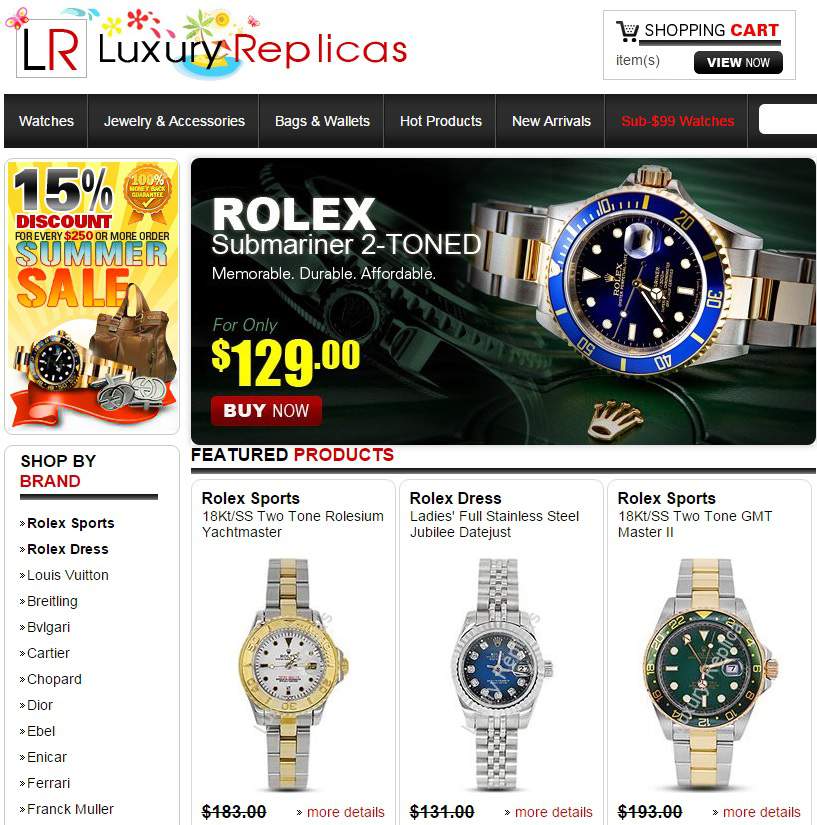 LR Luxury Replicas
SHOPPING CART
item(s)
VIEW NOW
Watches
Jewelry & Accessories
Bags & Wallets
Hot Products
New Arrivals
Sub-$99 Watches
15%
DISCOUNT
100%
MONEY BACK
GUARANTEE
FOR EVERY $250 OR MORE ORDER
SUMMER
SALE
ROLEX
Submariner 2-TONED
Memorable. Durable. Affordable.
For Only
$129.00
BUY NOW
ROLEX
SHOP BY
BRAND
Rolex Sports
Rolex Dress
Louis Vuitton
Breitling
Bvlgari
Cartier
Chopard
Dior
Ebel
Enicar
Ferrari
Franck Muller
FEATURED PRODUCTS
Rolex Sports
18Kt/SS Two Tone Rolesium
Yachtmaster
$183.00
» more details
Rolex Dress
Ladies' Full Stainless Steel
Jubilee Datejust
$131.00
» more details
Rolex Sports
18Kt/SS Two Tone GMT
Master II
$193.00
» more details